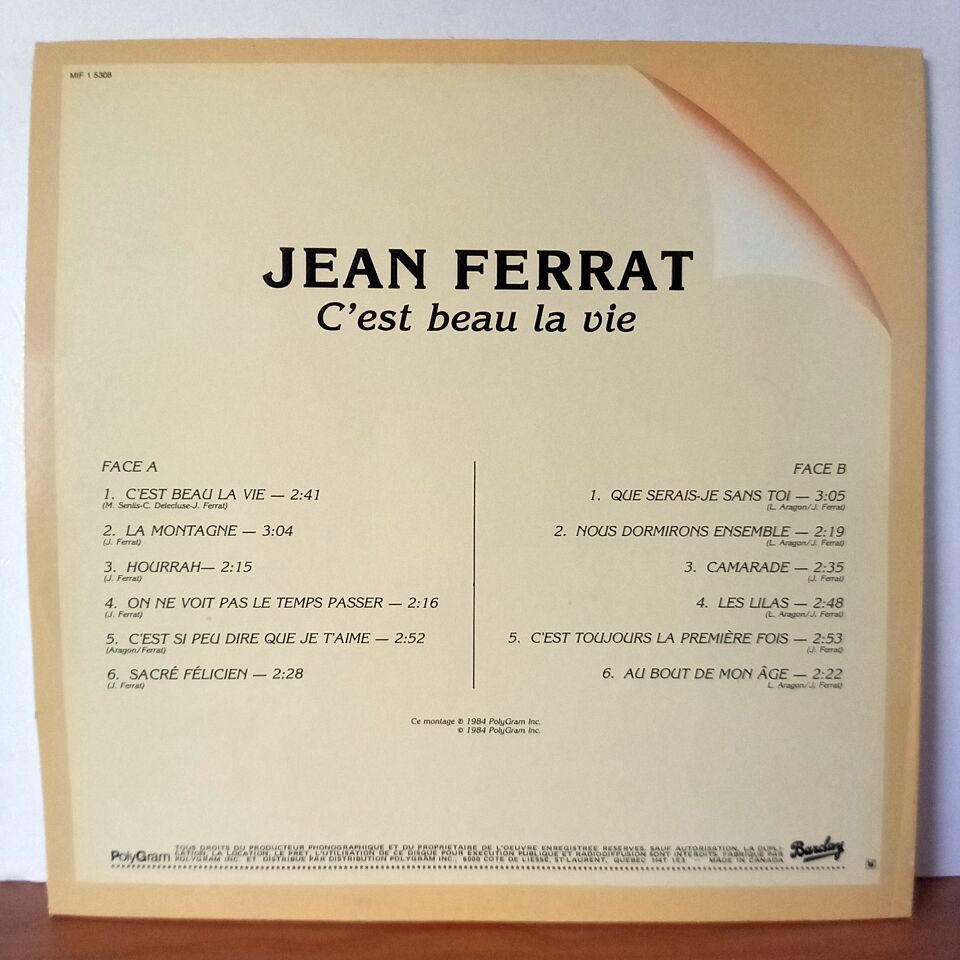 MIF 1 5308
JEAN FERRAT
C'est beau la vie
FACE A
1. C'EST BEAU LA VIE — 2:41
(M. Senlis-C. Delecluse-J. Ferrat)
2. LA MONTAGNE — 3:04
(J. Ferrat)
3. HOURRAH— 2:15
(J. Ferrat)
4. ON NE VOIT PAS LE TEMPS PASSER — 2:16
(J. Ferrat)
5. C'EST SI PEU DIRE QUE JE T'AIME — 2:52
(Aragon/Ferrat)
6. SACRÉ FÉLICIEN — 2:28
(J. Ferrat)
FACE B
1. QUE SERAIS-JE SANS TOI — 3:05
(L. Aragon/J. Ferrat)
2. NOUS DORMIRONS ENSEMBLE — 2:19
(L. Aragon/J. Ferrat)
3. CAMARADE — 2:35
(J. Ferrat)
4. LES LILAS — 2:48
(L. Aragon/J. Ferrat)
5. C'EST TOUJOURS LA PREMIÈRE FOIS — 2:53
(J. Ferrat)
6. AU BOUT DE MON ÂGE — 2:22
L. Aragon/J. Ferrat)
Ce montage ℗ 1984 PolyGram Inc.
© 1984 PolyGram Inc.
PolyGram
TOUS DROITS DU PRODUCTEUR PHONOGRAPHIQUE ET DU PROPRIETAIRE DE L'OEUVRE ENREGISTREE RESERVES. SAUF AUTORISATION, LA DUPLI-
CATION, LA LOCATION, LE PRET, L'UTILISATION DE CE DISQUE POUR EXECUTION PUBLIQUE ET RADIODIFFUSION SONT INTERDITS. FABRIQUE PAR
POLYGRAM INC. ET DISTRIBUE PAR DISTRIBUTION POLYGRAM INC., 6000 COTE DE LIESSE, ST-LAURENT, QUEBEC H4T 1E3 — MADE IN CANADA
Barclay